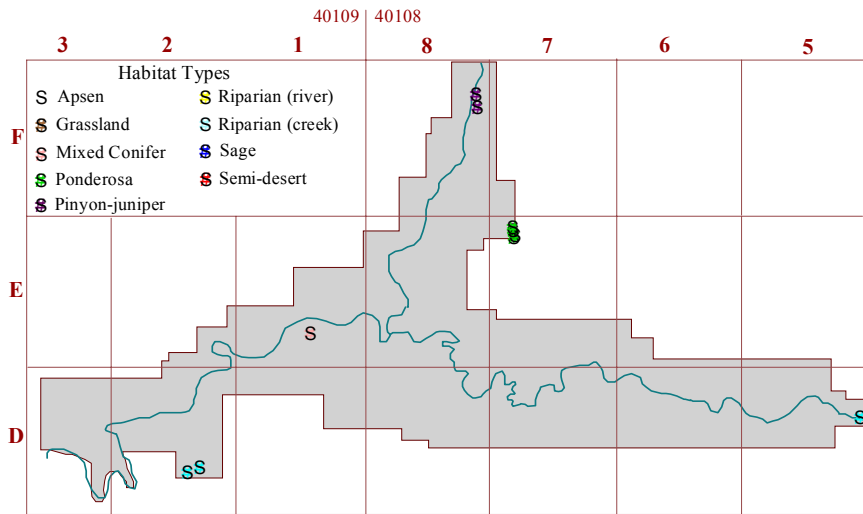 40109 40108
3 2 1 8 7 6 5
Habitat Types
S Apsen S Riparian (river)
S Grassland S Riparian (creek)
S Mixed Conifer S Sage
S Ponderosa S Semi-desert
S Pinyon-juniper
F
S
S
S
S
S
E
S
D
S
S S